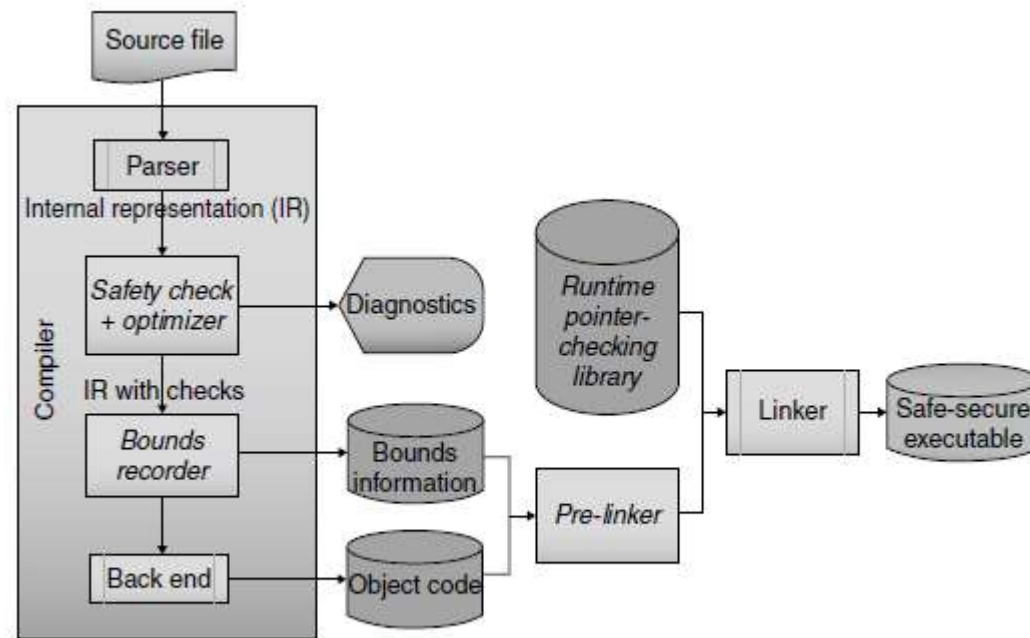 Source file
Parser
Internal representation (IR)
Safety check
+ optimizer
Diagnostics
IR with checks
Compiler
Bounds
recorder
Bounds
information
Back end
Object code
Runtime
pointer-
checking
library
Pre-linker
Linker
Safe-secure
executable